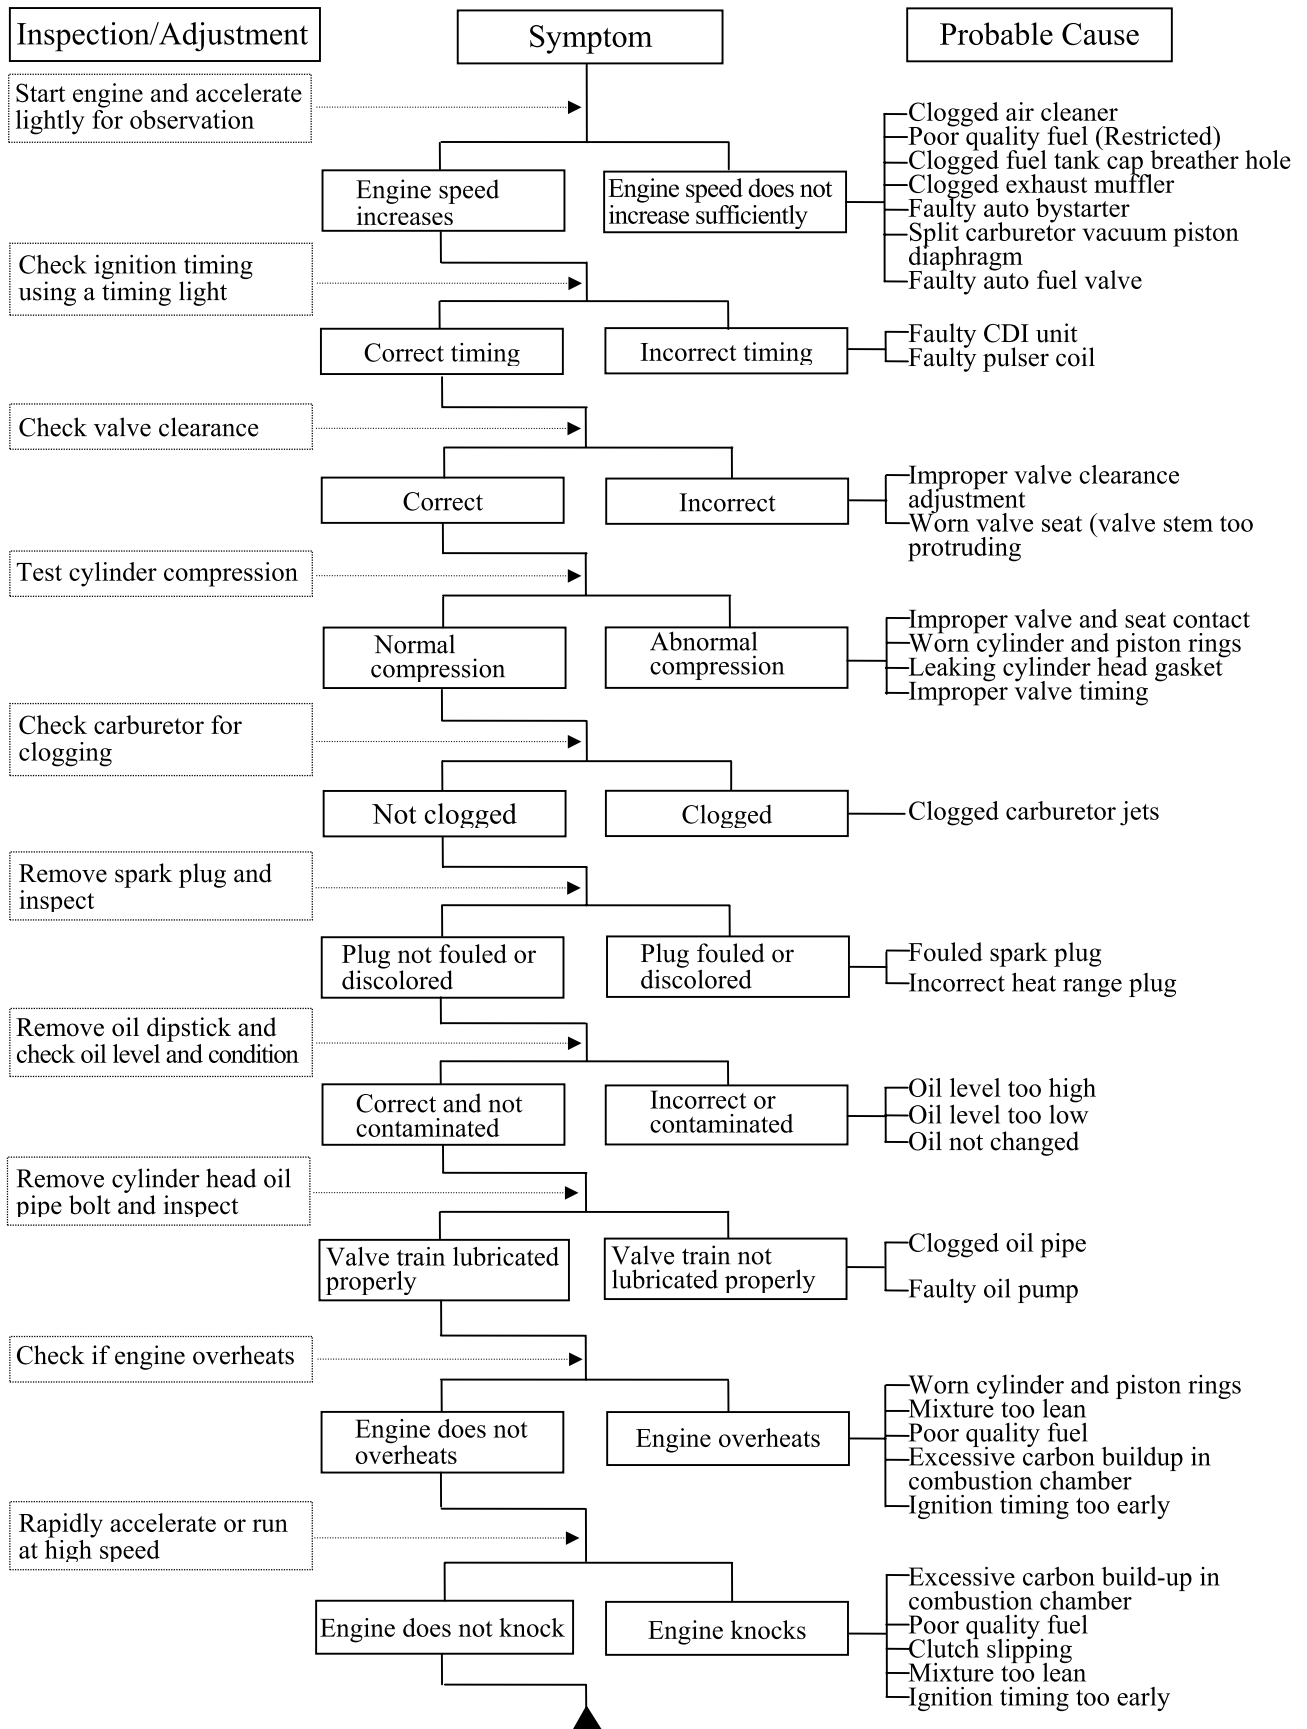 Inspection/Adjustment
Symptom
Probable Cause
Start engine and accelerate
lightly for observation
Clogged air cleaner
Poor quality fuel (Restricted)
Clogged fuel tank cap breather hole
Clogged exhaust muffler
Faulty auto bystarter
Split carburetor vacuum piston
diaphragm
Faulty auto fuel valve
Engine speed
increases
Engine speed does not
increase sufficiently
Check ignition timing
using a timing light
Correct timing
Incorrect timing
Faulty CDI unit
Faulty pulser coil
Check valve clearance
Correct
Incorrect
Improper valve clearance
adjustment
Worn valve seat (valve stem too
protruding
Test cylinder compression
Normal
compression
Abnormal
compression
Improper valve and seat contact
Worn cylinder and piston rings
Leaking cylinder head gasket
Improper valve timing
Check carburetor for
clogging
Not clogged
Clogged
Clogged carburetor jets
Remove spark plug and
inspect
Plug not fouled or
discolored
Plug fouled or
discolored
Fouled spark plug
Incorrect heat range plug
Remove oil dipstick and
check oil level and condition
Correct and not
contaminated
Incorrect or
contaminated
Oil level too high
Oil level too low
Oil not changed
Remove cylinder head oil
pipe bolt and inspect
Valve train lubricated
properly
Valve train not
lubricated properly
Clogged oil pipe
Faulty oil pump
Check if engine overheats
Engine does not
overheats
Engine overheats
Worn cylinder and piston rings
Mixture too lean
Poor quality fuel
Excessive carbon buildup in
combustion chamber
Ignition timing too early
Rapidly accelerate or run
at high speed
Engine does not knock
Engine knocks
Excessive carbon build-up in
combustion chamber
Poor quality fuel
Clutch slipping
Mixture too lean
Ignition timing too early